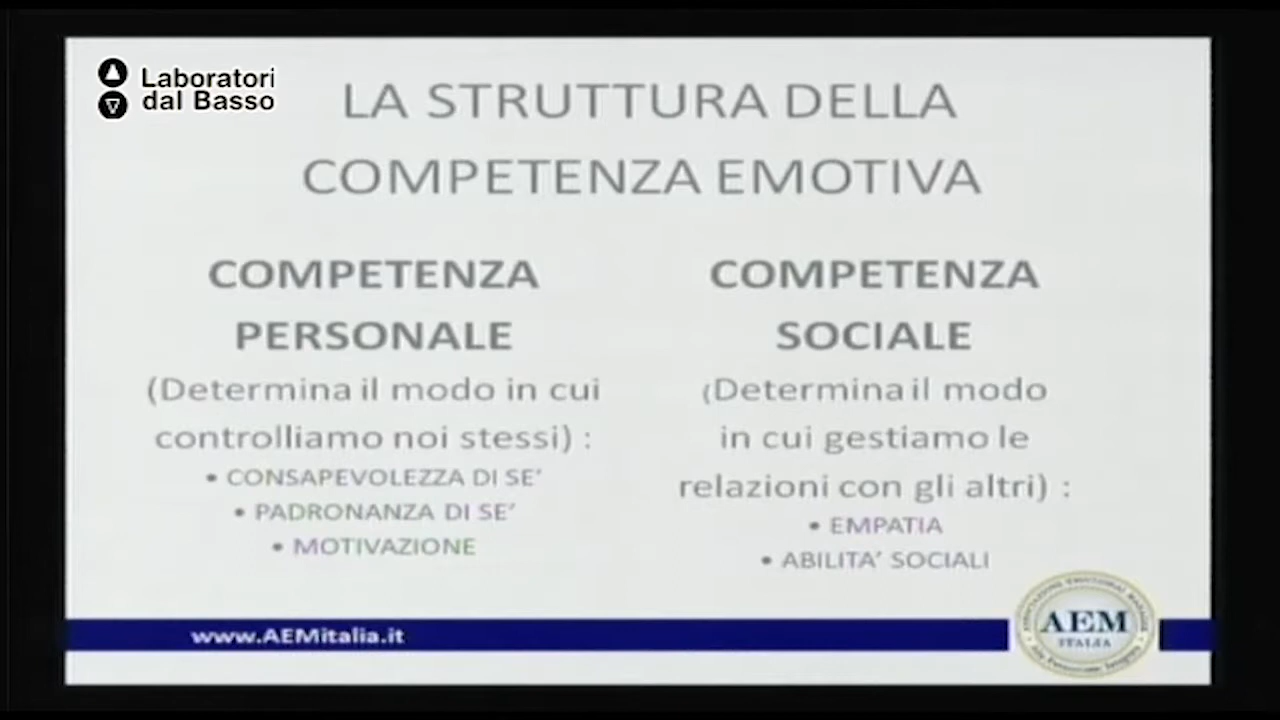 Laboratori
dal Basso
LA STRUTTURA DELLA
COMPETENZA EMOTIVA
COMPETENZA
PERSONALE
(Determina il modo in cui
controlliamo noi stessi) :
• CONSAPEVOLEZZA DI SE'
• PADRONANZA DI SE'
• MOTIVAZIONE
COMPETENZA
SOCIALE
(Determina il modo
in cui gestiamo le
relazioni con gli altri) :
• EMPATIA
• ABILITA' SOCIALI
www.AEMitalia.it
AEM
ITALIA